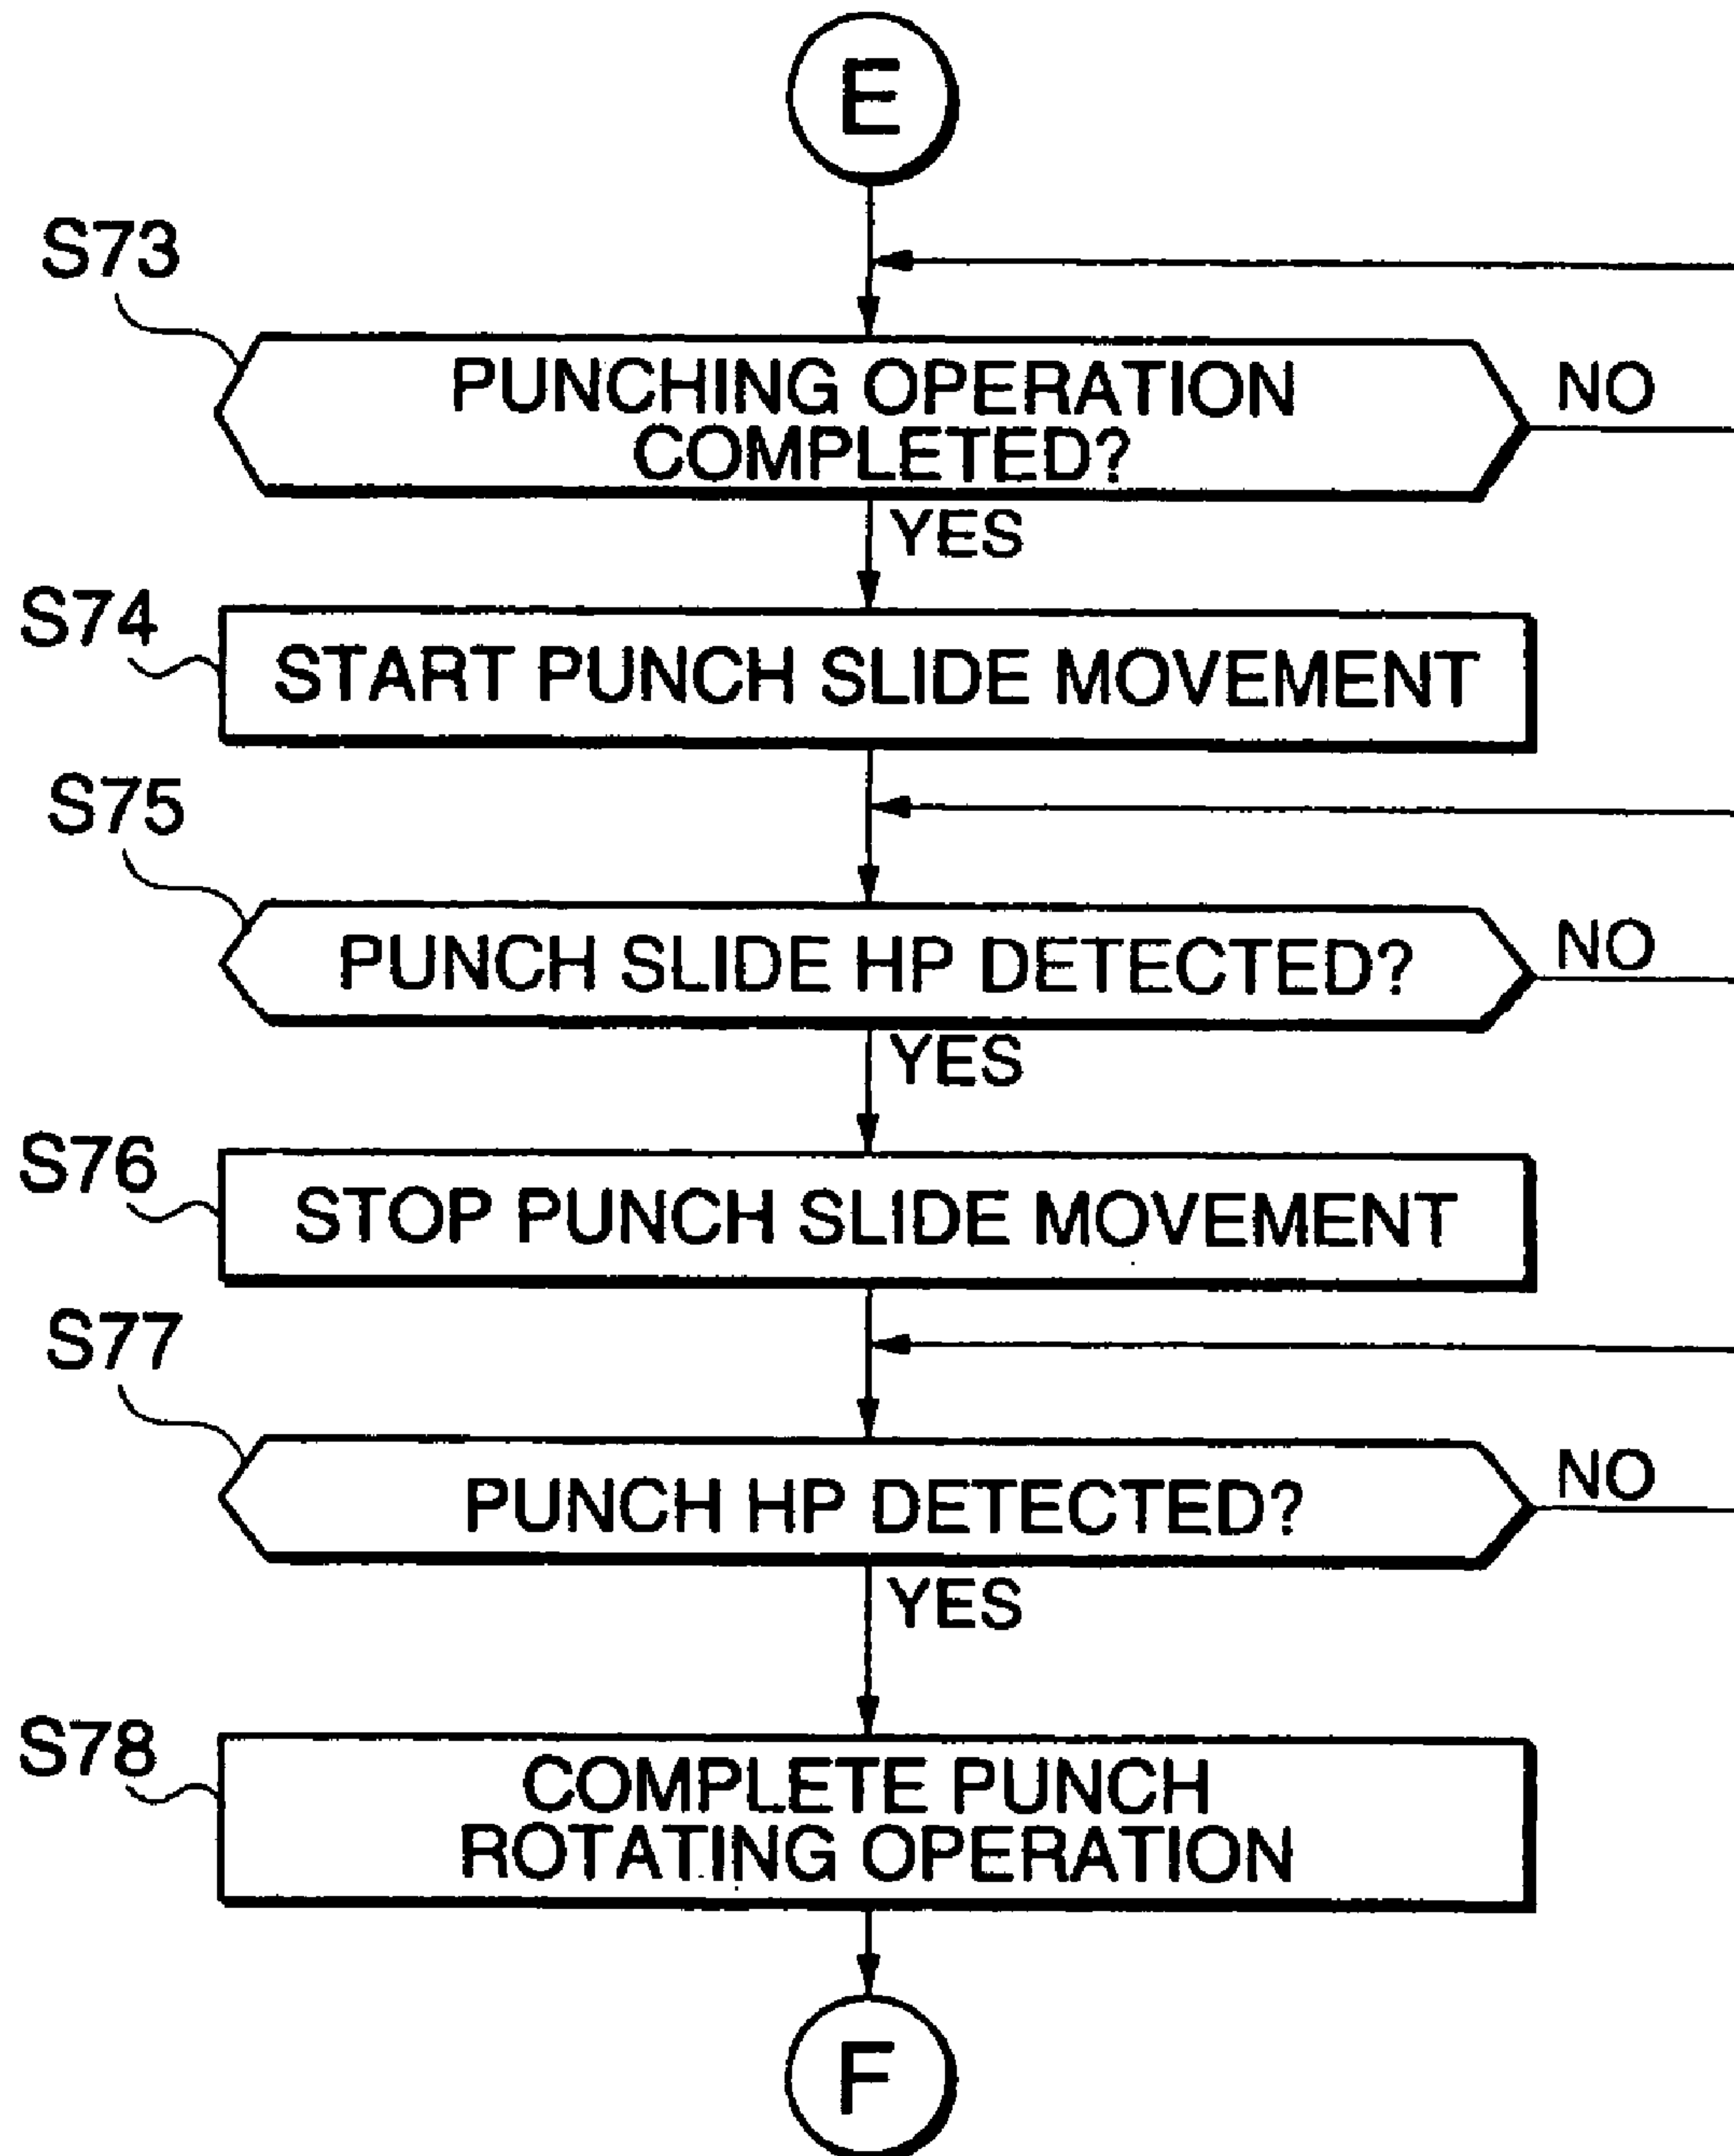 E
S73
PUNCHING OPERATION
COMPLETED?
NO
YES
S74
START PUNCH SLIDE MOVEMENT
S75
PUNCH SLIDE HP DETECTED?
NO
YES
S76
STOP PUNCH SLIDE MOVEMENT
S77
PUNCH HP DETECTED?
NO
YES
S78
COMPLETE PUNCH
ROTATING OPERATION
F